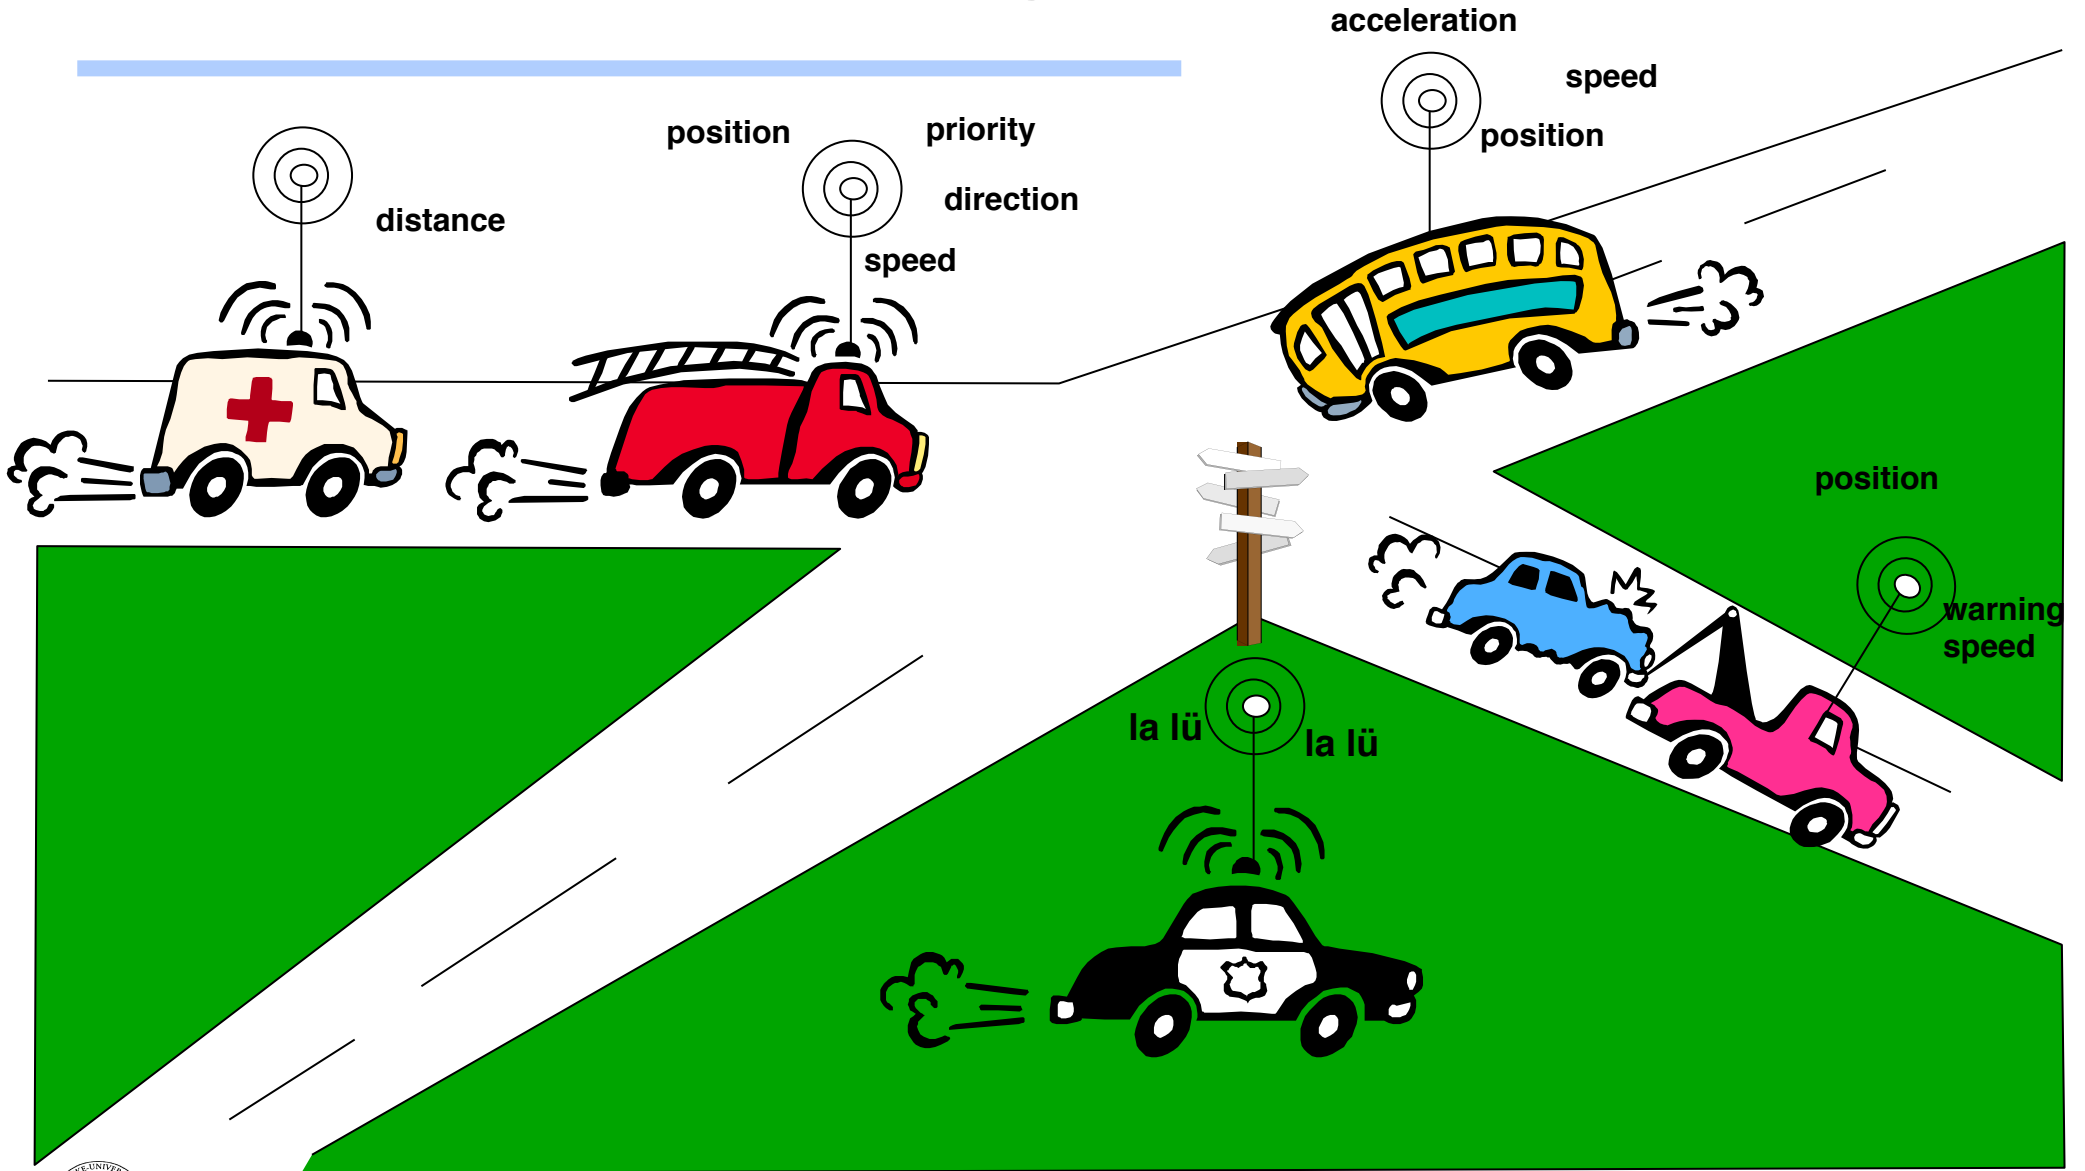 acceleration
speed
position
position
priority
direction
speed
distance
position
warning
speed
la lü
la lü